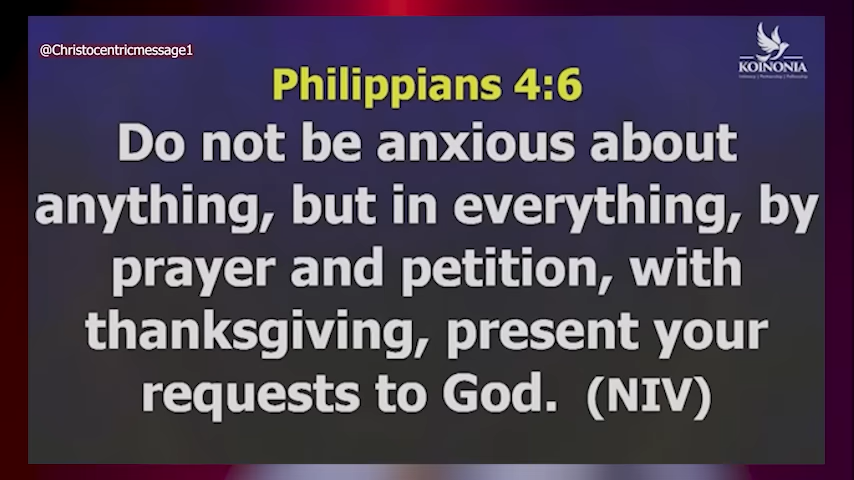 @Christocentricmessage1
KOINONIA
Philippians 4:6
Do not be anxious about
anything, but in everything, by
prayer and petition, with
thanksgiving, present your
requests to God. (NIV)